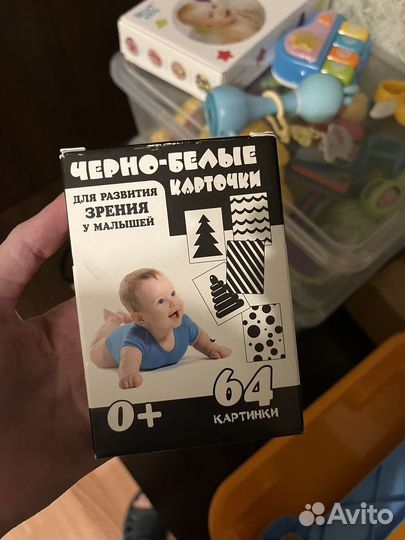 ЧЕРНО-БЕЛЫЕ
КАРТОЧКИ
ДЛЯ РАЗВИТИЯ
ЗРЕНИЯ
У МАЛЫШЕЙ
64
КАРТИНКИ
0+
Avito